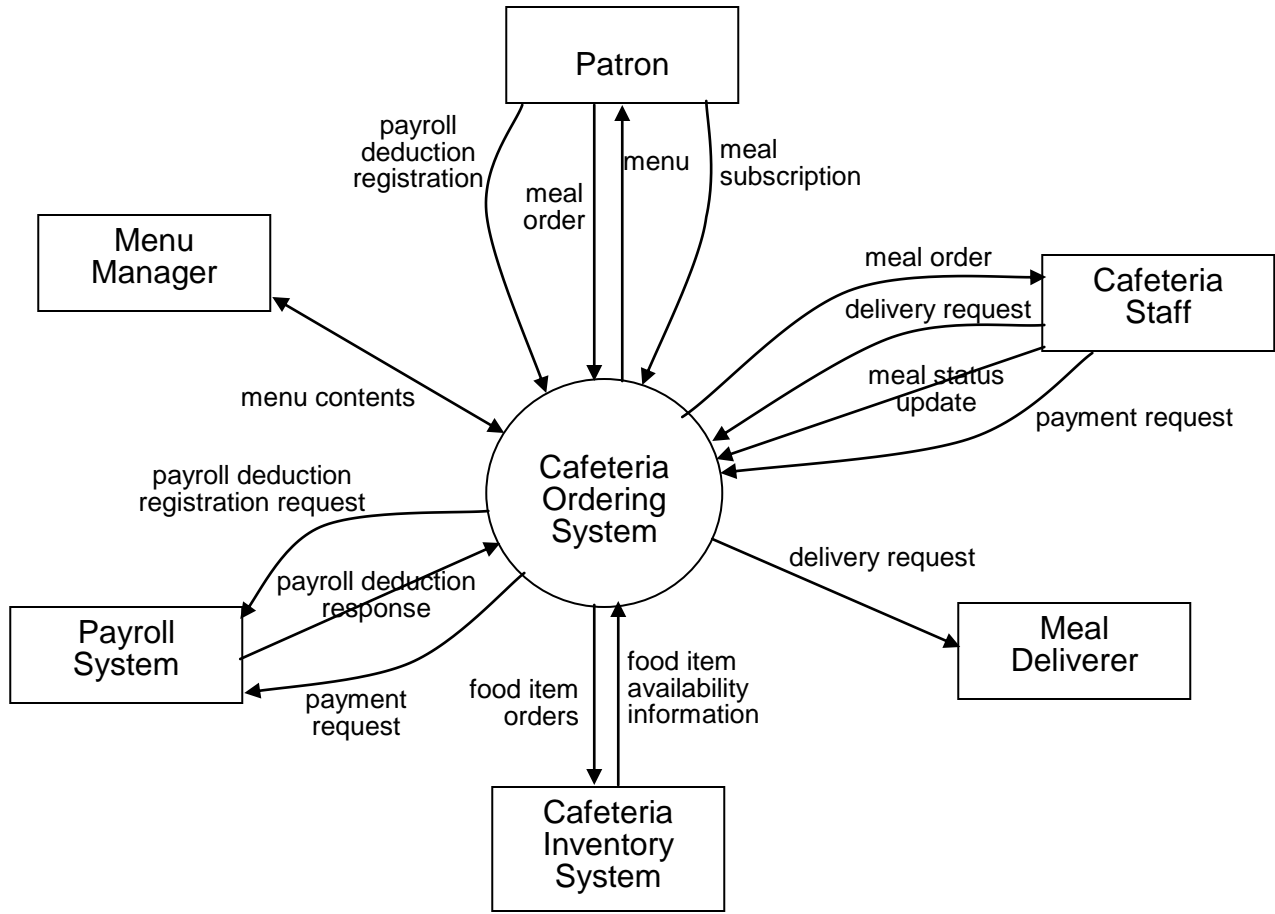 Patron
payroll
deduction
registration
meal
order
menu
meal
subscription
Menu
Manager
meal order
delivery request
Cafeteria
Staff
meal status
update
payment request
menu contents
Cafeteria
Ordering
System
payroll deduction
registration request
payroll deduction
response
delivery request
Payroll
System
payment
request
Meal
Deliverer
food item
orders
food item
availability
information
Cafeteria
Inventory
System